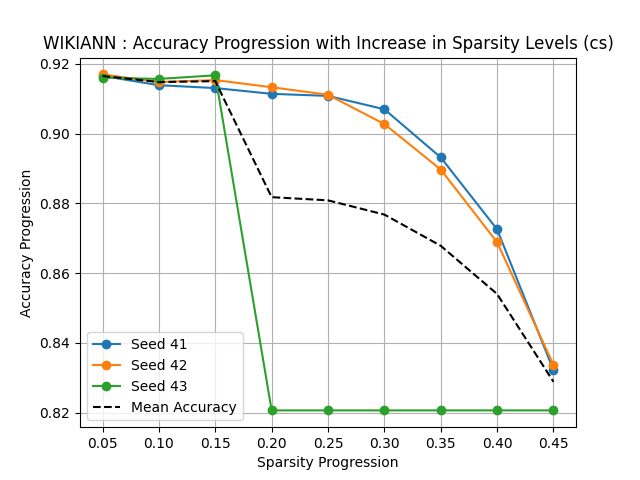 WIKIANN : Accuracy Progression with Increase in Sparsity Levels (cs)
0.92
0.90
0.88
0.86
0.84
0.82
Accuracy Progression
Seed 41
Seed 42
Seed 43
Mean Accuracy
0.05 0.10 0.15 0.20 0.25 0.30 0.35 0.40 0.45
Sparsity Progression